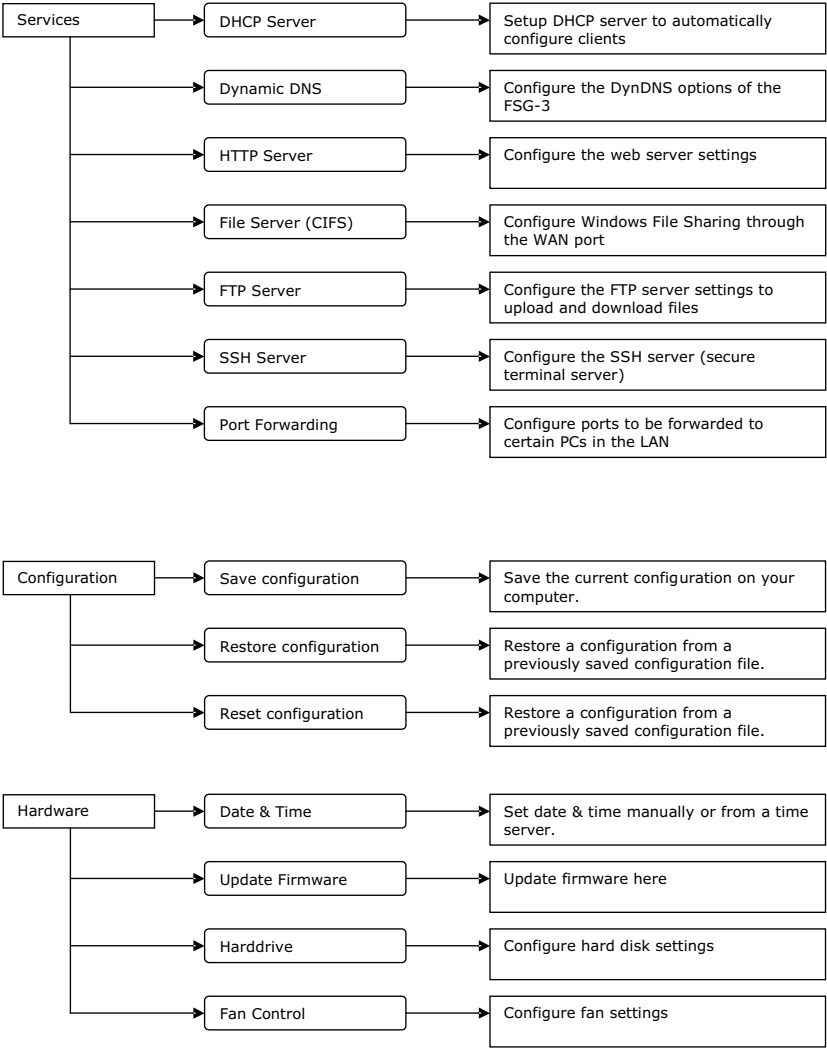 Services
DHCP Server
Setup DHCP server to automatically
configure clients
Dynamic DNS
Configure the DynDNS options of the
FSG-3
HTTP Server
Configure the web server settings
File Server (CIFS)
Configure Windows File Sharing through
the WAN port
FTP Server
Configure the FTP server settings to
upload and download files
SSH Server
Configure the SSH server (secure
terminal server)
Port Forwarding
Configure ports to be forwarded to
certain PCs in the LAN
Configuration
Save configuration
Save the current configuration on your
computer.
Restore configuration
Restore a configuration from a
previously saved configuration file.
Reset configuration
Restore a configuration from a
previously saved configuration file.
Hardware
Date & Time
Set date & time manually or from a time
server.
Update Firmware
Update firmware here
Harddrive
Configure hard disk settings
Fan Control
Configure fan settings